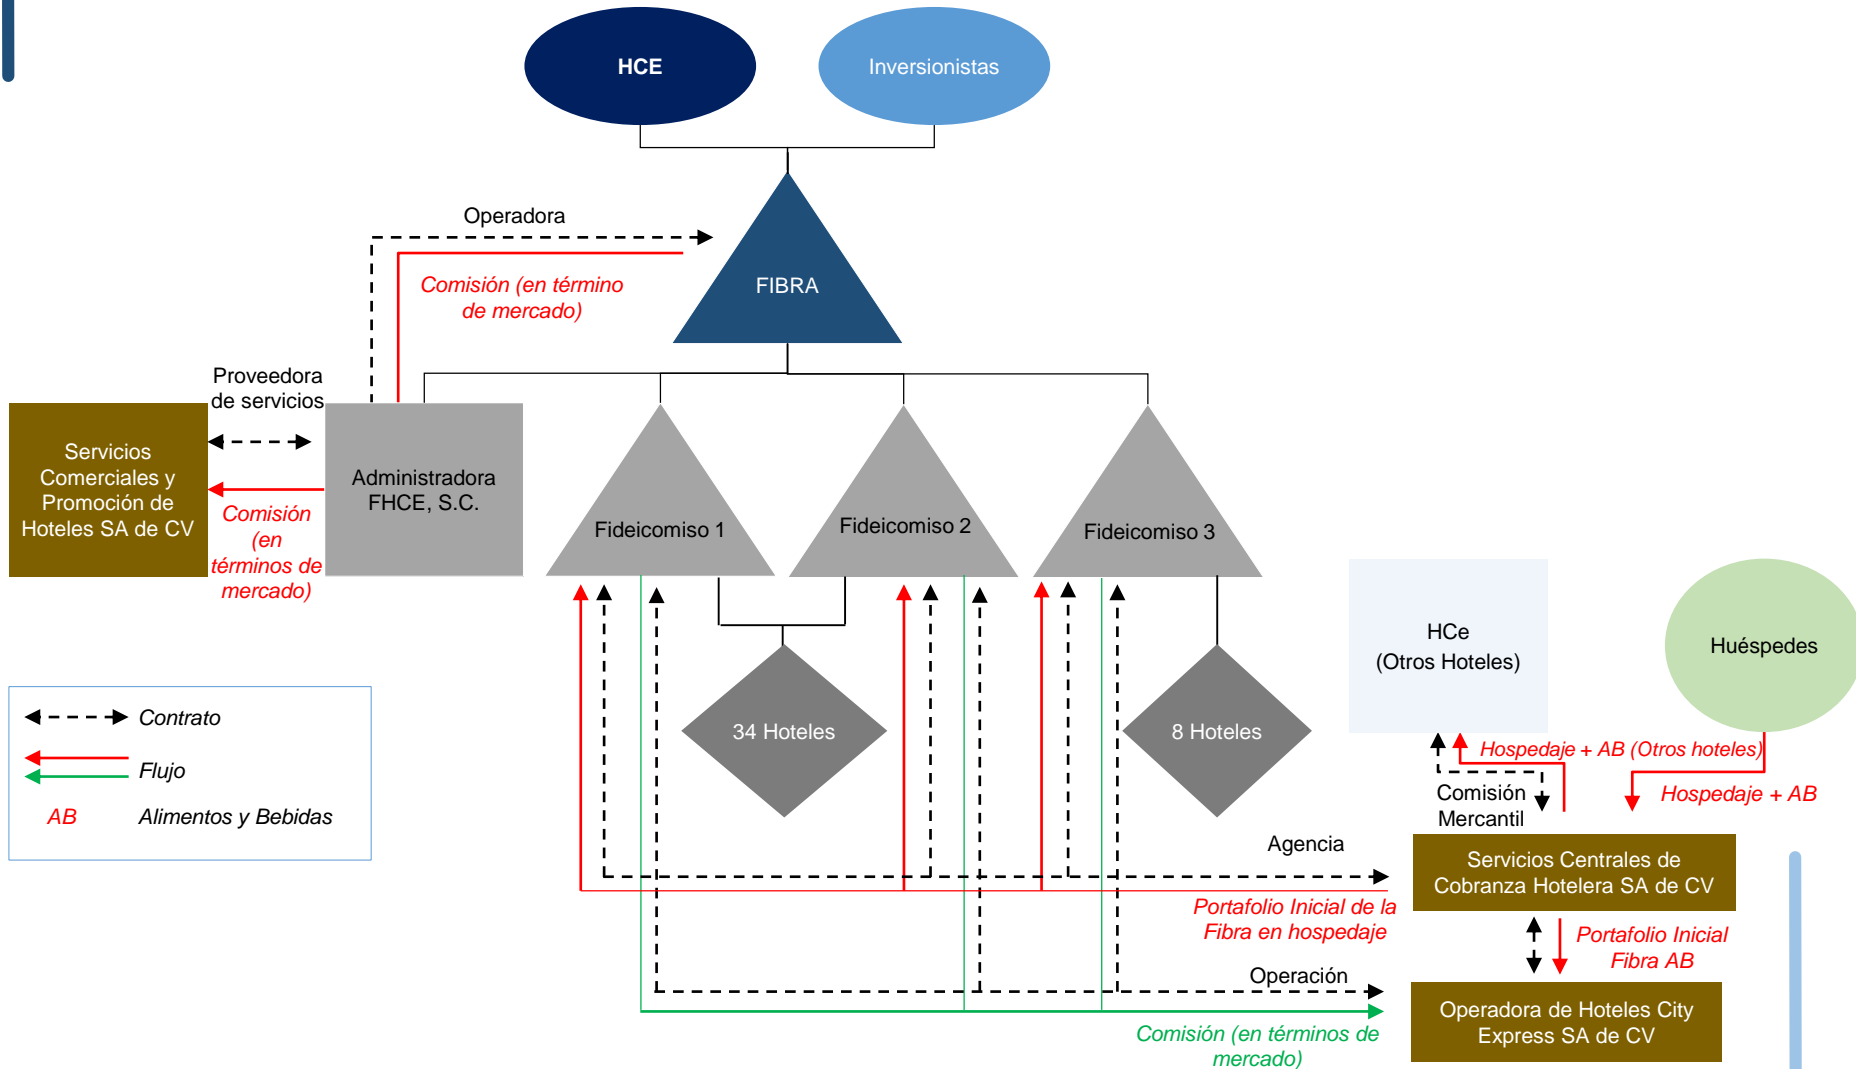 HCE
Inversionistas
Operadora
Comisión (en término
de mercado)
FIBRA
Proveedora
de servicios
Servicios
Comerciales y
Promoción de
Hoteles SA de CV
Comisión
(en
términos de
mercado)
Administradora
FHCE, S.C.
Fideicomiso 1
Fideicomiso 2
Fideicomiso 3
HCe
(Otros Hoteles)
Huéspedes
34 Hoteles
8 Hoteles
Contrato
Flujo
AB Alimentos y Bebidas
Hospedaje + AB (Otros hoteles)
Hospedaje + AB
Comisión
Mercantil
Agencia
Servicios Centrales de
Cobranza Hotelera SA de CV
Portafolio Inicial de la
Fibra en hospedaje
Portafolio Inicial
Fibra AB
Operación
Operadora de Hoteles City
Express SA de CV
Comisión (en términos de
mercado)